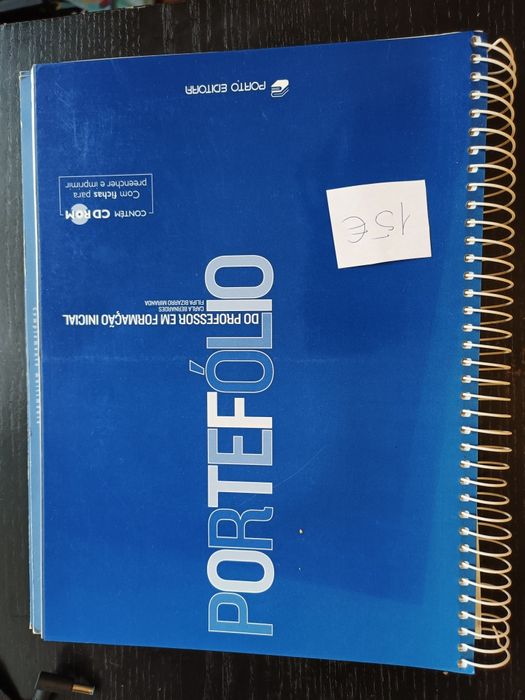 PORTEFÓLIO
DO PROFESSOR EM FORMAÇÃO INICIAL
CARLA BERNARDES
FILIPA BIZARRO MIRANDA
CONTÉM CD ROM
Com fichas para
preencher e imprimir
PORTO EDITORA
15€